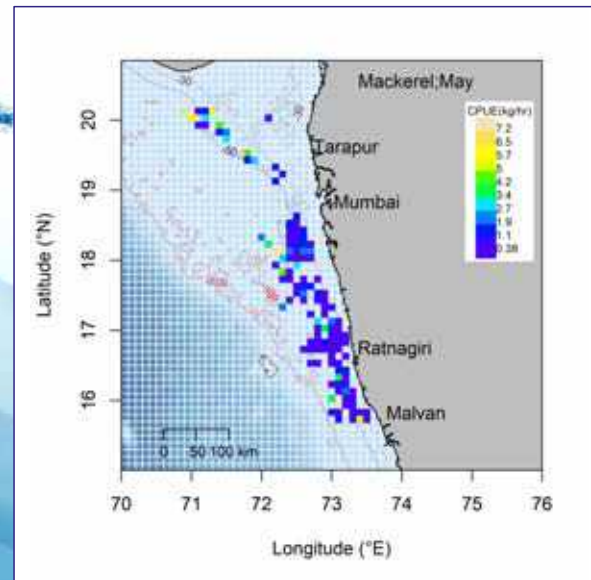 Mackerel;May
CPUE(kg/hr)
7.2
6.5
5.7
5
4.2
3.4
2.7
1.9
1.1
0.38
Tarapur
Mumbai
Ratnagiri
Malvan
-50
0 50 100 km
20
19
18
17
16
Latitude (°N)
70 71 72 73 74 75 76
Longitude (°E)